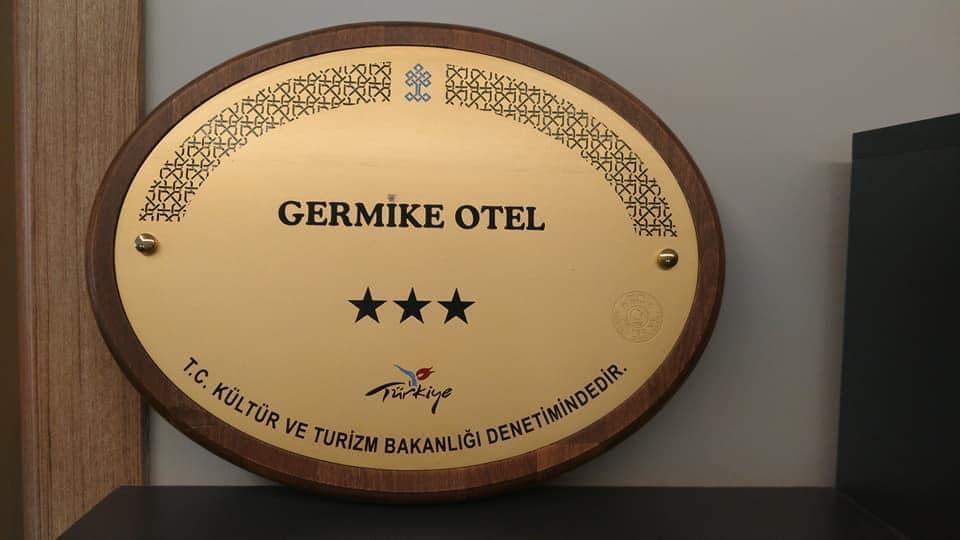 GERMİKE OTEL
Türkiye
T.C. KÜLTÜR VE TURİZM BAKANLIĞI DENETİMİNDEDİR.